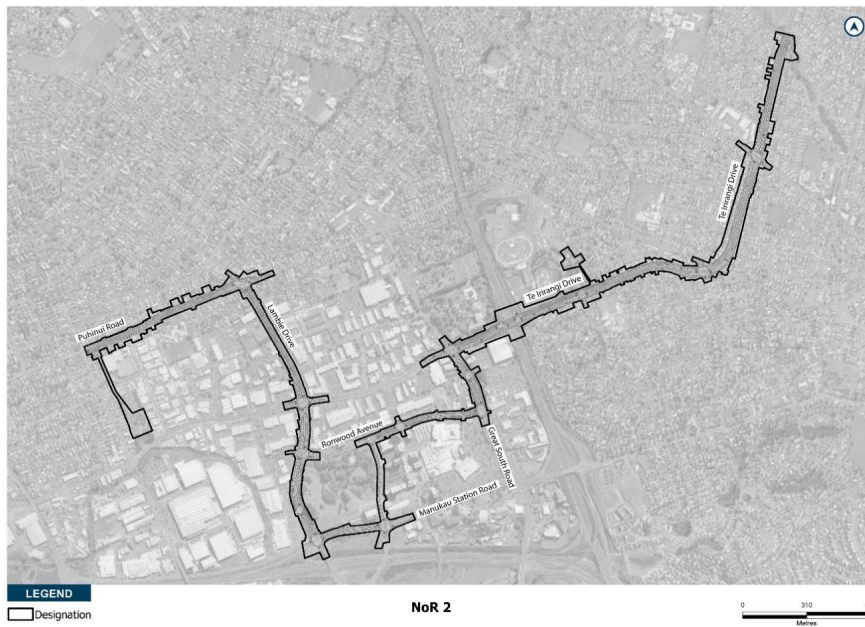 Te Irirangi Drive
Te Irirangi Drive
Puhinui Road
Lambie Drive
Ronwood Avenue
Great South Road
Manukau Station Road
LEGEND
Designation
NoR 2
0 310
Metres